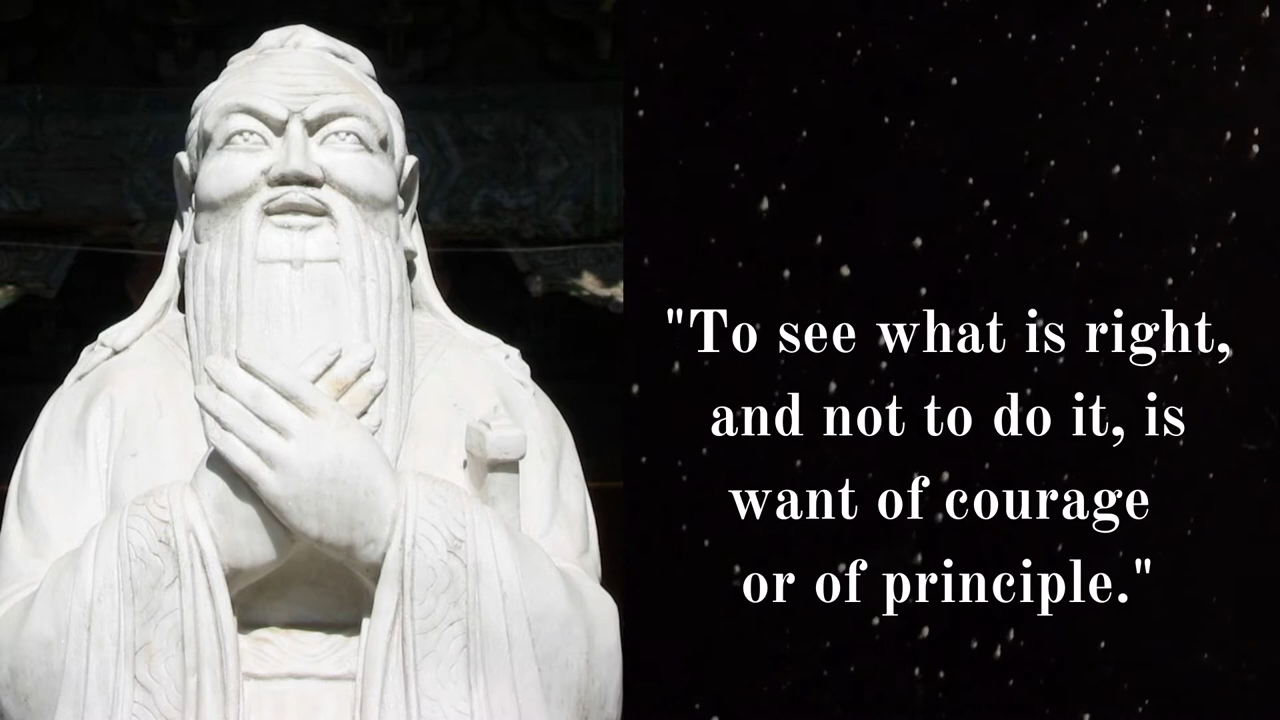 "To see what is right,
and not to do it, is
want of courage
or of principle."